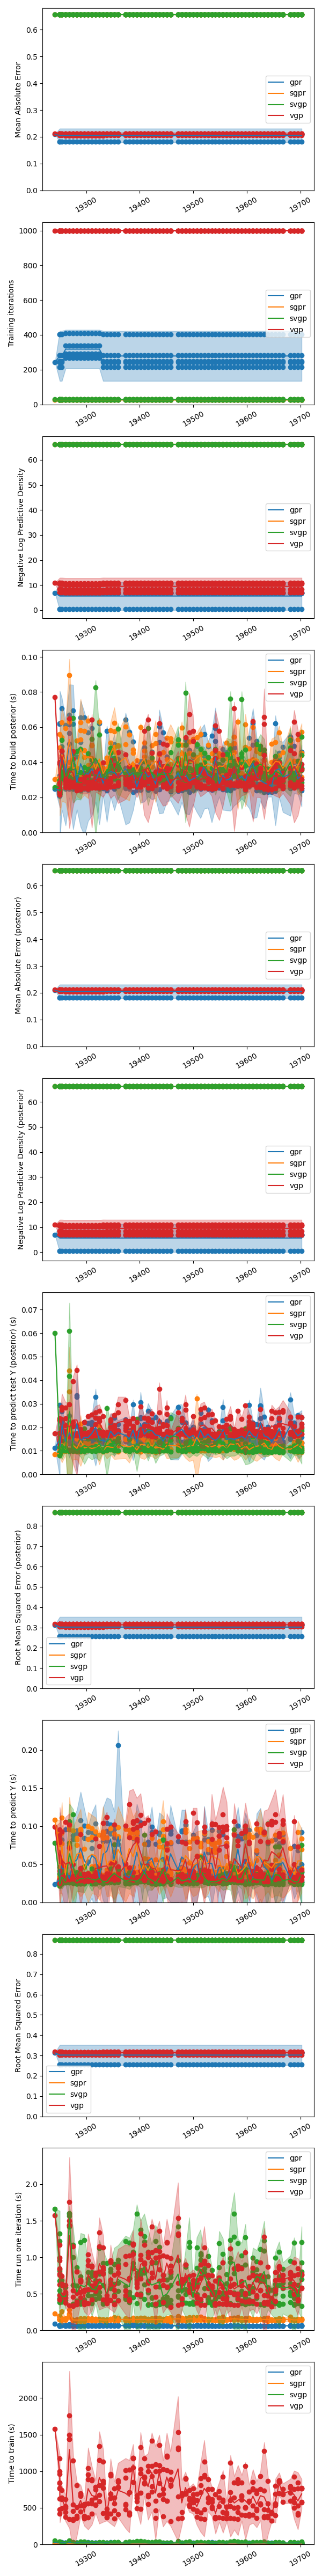 Mean Absolute Error
0.6
0.5
0.4
0.3
0.2
0.1
0.0
gpr
sgpr
svgp
vgp
19300
19400
19500
19600
19700
Training iterations
1000
800
600
400
200
0
gpr
sgpr
svgp
vgp
19300
19400
19500
19600
19700
Negative Log Predictive Density
60
50
40
30
20
10
0
gpr
sgpr
svgp
vgp
19300
19400
19500
19600
19700
Time to build posterior (s)
0.10
0.08
0.06
0.04
0.02
0.00
gpr
sgpr
svgp
vgp
19300
19400
19500
19600
19700
Mean Absolute Error (posterior)
0.6
0.5
0.4
0.3
0.2
0.1
0.0
gpr
sgpr
svgp
vgp
19300
19400
19500
19600
19700
Negative Log Predictive Density (posterior)
60
50
40
30
20
10
0
gpr
sgpr
svgp
vgp
19300
19400
19500
19600
19700
Time to predict test Y (posterior) (s)
0.07
0.06
0.05
0.04
0.03
0.02
0.01
0.00
gpr
sgpr
svgp
vgp
19300
19400
19500
19600
19700
Root Mean Squared Error (posterior)
0.8
0.7
0.6
0.5
0.4
0.3
0.2
0.1
0.0
gpr
sgpr
svgp
vgp
19300
19400
19500
19600
19700
Time to predict Y (s)
0.20
0.15
0.10
0.05
0.00
gpr
sgpr
svgp
vgp
19300
19400
19500
19600
19700
Root Mean Squared Error
0.8
0.7
0.6
0.5
0.4
0.3
0.2
0.1
0.0
gpr
sgpr
svgp
vgp
19300
19400
19500
19600
19700
Time run one iteration (s)
2.0
1.5
1.0
0.5
0.0
gpr
sgpr
svgp
vgp
19300
19400
19500
19600
19700
Time to train (s)
2000
1500
1000
500
0
gpr
sgpr
svgp
vgp
19300
19400
19500
19600
19700